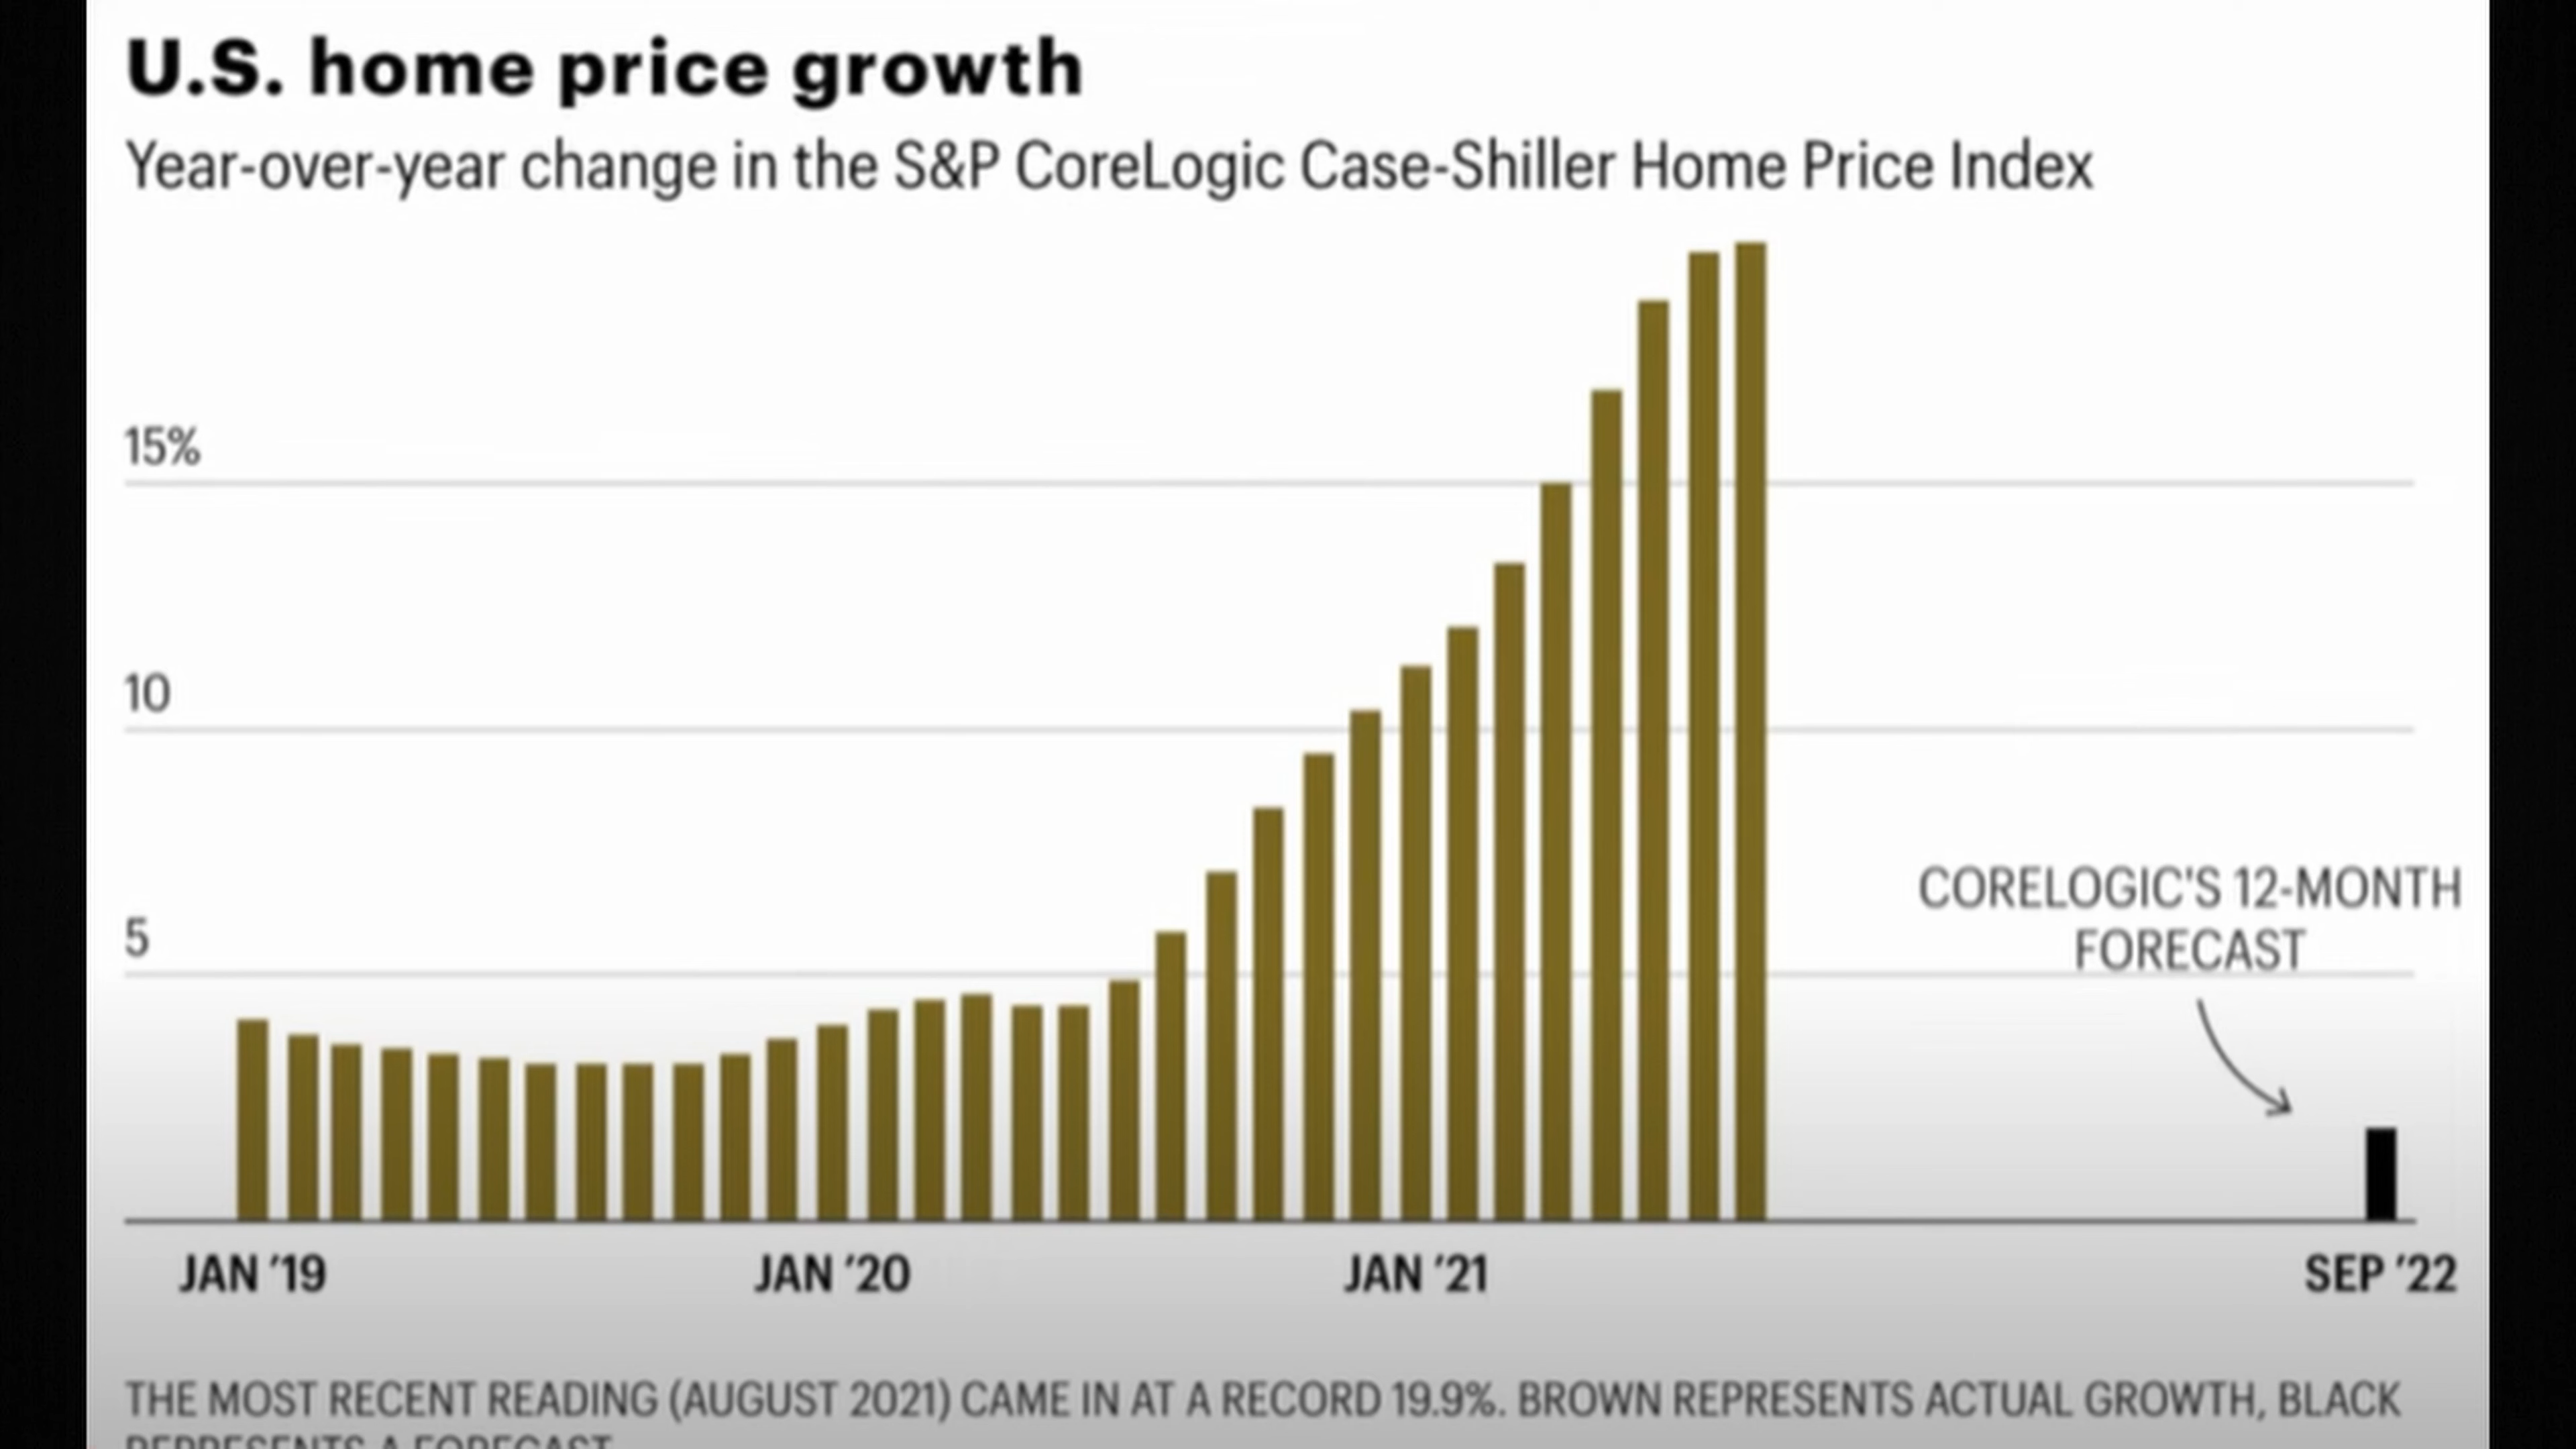 U.S. home price growth
Year-over-year change in the S&P CoreLogic Case-Shiller Home Price Index
15%
10
5
CORELOGIC'S 12-MONTH
FORECAST
JAN '19
JAN '20
JAN '21
SEP '22
THE MOST RECENT READING (AUGUST 2021) CAME IN AT A RECORD 19.9%. BROWN REPRESENTS ACTUAL GROWTH, BLACK
REPRESENTS A FORECAST